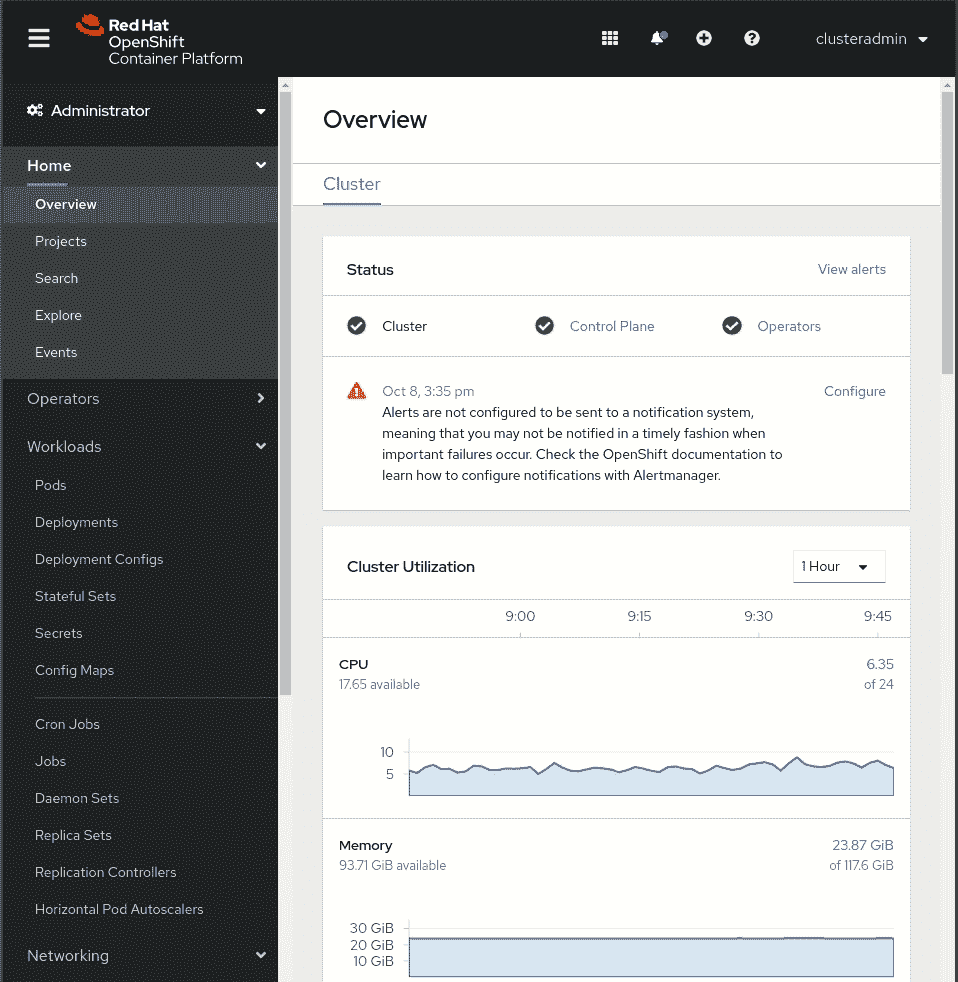 Red Hat
OpenShift
Container Platform
clusteradmin
Administrator
Home
Overview
Projects
Search
Explore
Events
Operators
Workloads
Pods
Deployments
Deployment Configs
Stateful Sets
Secrets
Config Maps
Cron Jobs
Jobs
Daemon Sets
Replica Sets
Replication Controllers
Horizontal Pod Autoscalers
Networking
Overview
Cluster
Status
View alerts
Cluster
Control Plane
Operators
Oct 8, 3:35 pm
Configure
Alerts are not configured to be sent to a notification system,
meaning that you may not be notified in a timely fashion when
important failures occur. Check the OpenShift documentation to
learn how to configure notifications with Alertmanager.
Cluster Utilization
1 Hour
9:00 9:15 9:30 9:45
CPU
6.35
17.65 available
of 24
10
5
Memory
23.87 GiB
93.71 GiB available
of 117.6 GiB
30 GiB
20 GiB
10 GiB